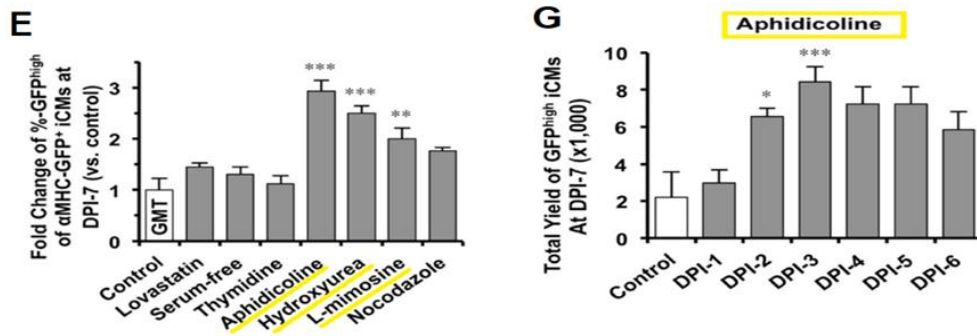 E
Fold Change of %-GFPhigh
of αMHC-GFP+ iCMs at
DPI-7 (vs. control)
3
2
1
0
***
***
**
GMT
Control
Lovastatin
Serum-free
Thymidine
Aphidicoline
Hydroxyurea
L-mimosine
Nocodazole
G
Aphidicoline
Total Yield of GFPhigh iCMs
At DPI-7 (x1,000)
10
8
6
4
2
0
*
***
Control
DPI-1
DPI-2
DPI-3
DPI-4
DPI-5
DPI-6